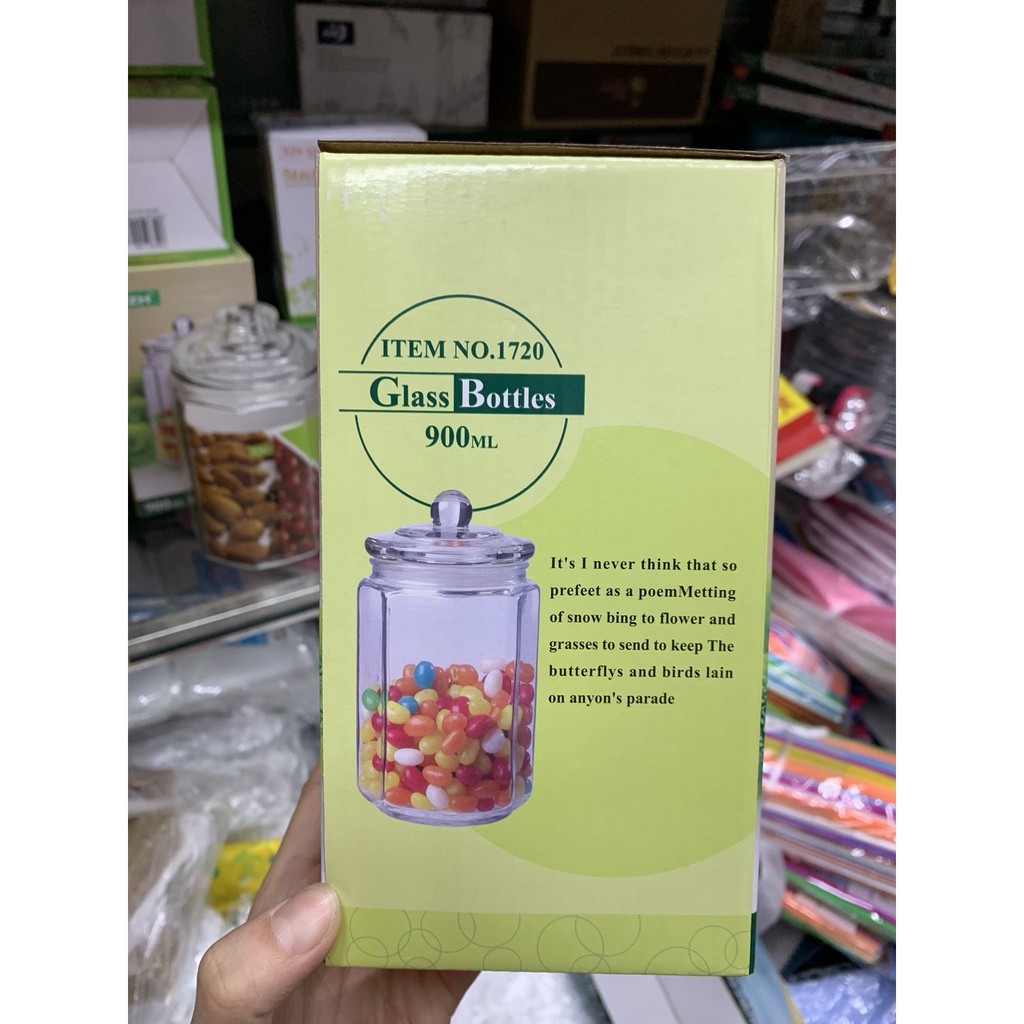 ITEM NO.1720
Glass Bottles
900ML
It's I never think that so
prefeet as a poemMetting
of snow bing to flower and
grasses to send to keep The
butterflys and birds lain
on anyon's parade